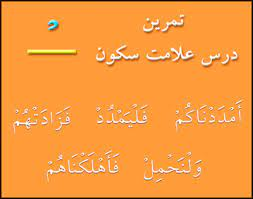 تمرین
درس علامت سکون
أَمْدَدْنَاكُمْ فَلْيَمْدُدْ فَزَادَتْهُمْ
وَلْنَحْمِلْ فَأَهْلَكْنَاهُمْ